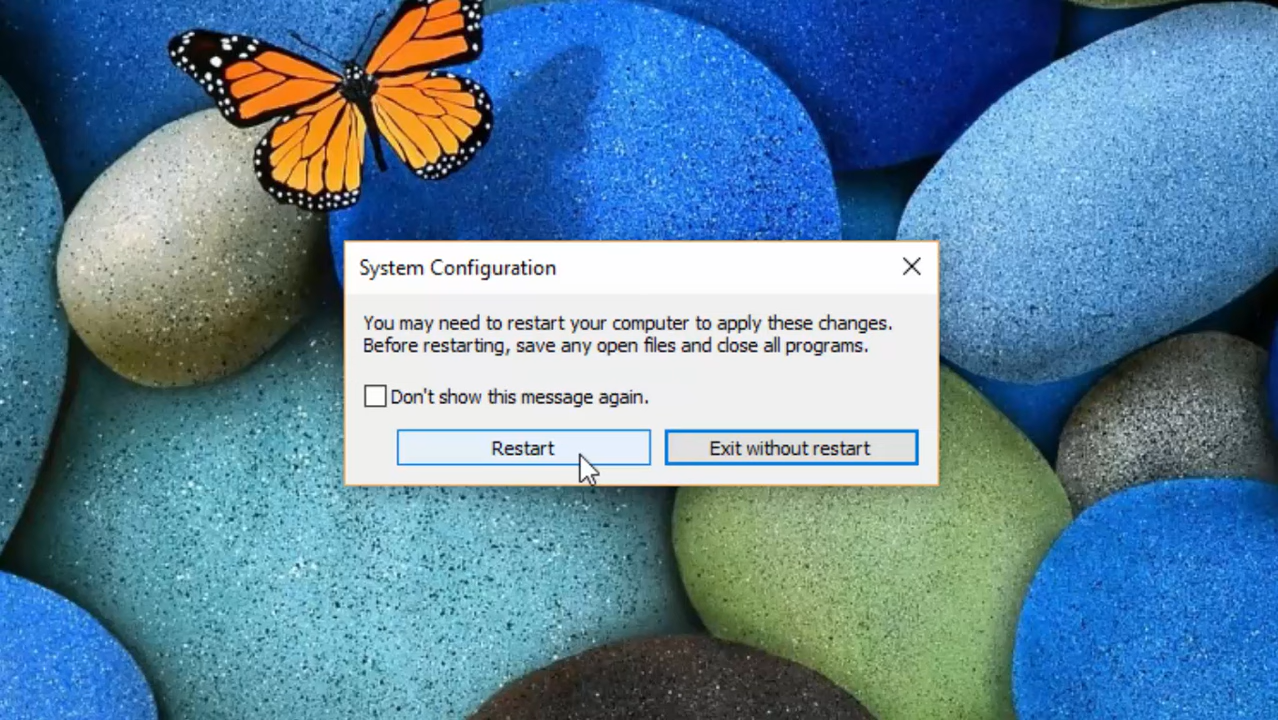 System Configuration
You may need to restart your computer to apply these changes.
Before restarting, save any open files and close all programs.
Don't show this message again.
Restart
Exit without restart